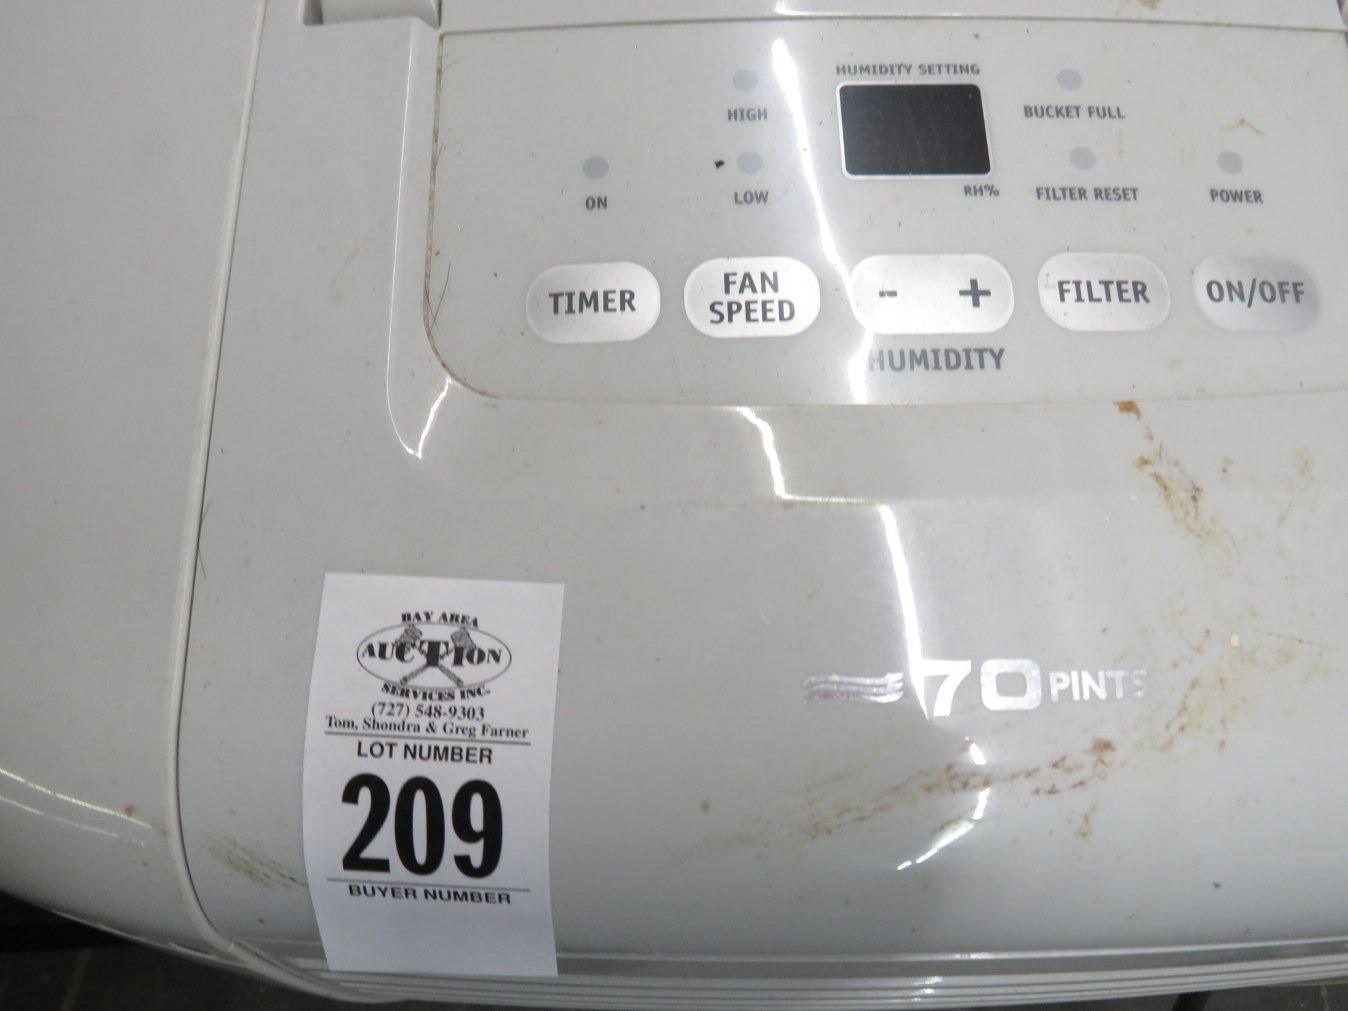 HUMIDITY SETTING
HIGH
BUCKET FULL
ON
LOW
RH%
FILTER RESET
POWER
TIMER
FAN
SPEED
- +
FILTER
ON/OFF
HUMIDITY
70 PINTS
BAY AREA
AUCTION
SERVICES INC.
(727) 548-9303
Tom, Shondra & Greg Farner
LOT NUMBER
209
BUYER NUMBER